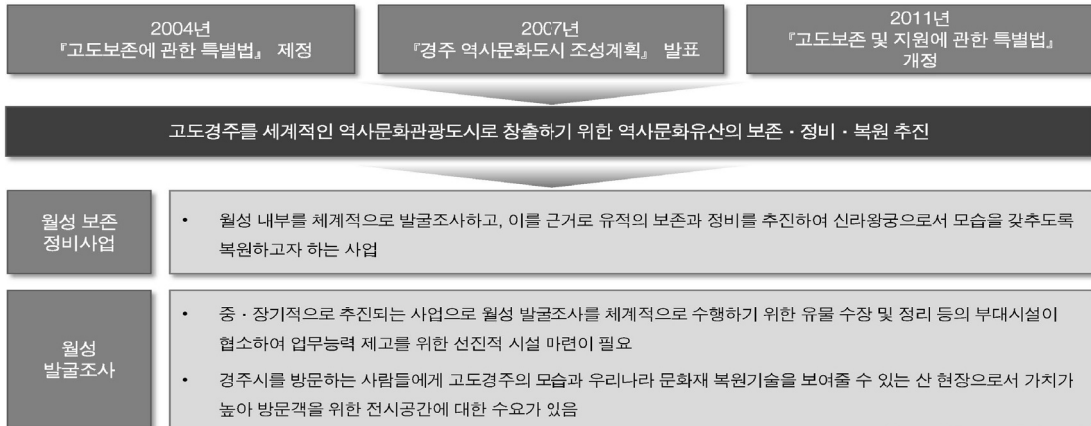 2004년
『고도보존에 관한 특별법』 제정
2007년
『경주 역사문화도시 조성계획』 발표
2011년
『고도보존 및 지원에 관한 특별법』
개정
고도경주를 세계적인 역사문화관광도시로 창출하기 위한 역사문화유산의 보존 · 정비 · 복원 추진
월성 보존
정비사업
• 월성 내부를 체계적으로 발굴조사하고, 이를 근거로 유적의 보존과 정비를 추진하여 신라왕궁으로서 모습을 갖추도록
복원하고자 하는 사업
월성
발굴조사
• 중 · 장기적으로 추진되는 사업으로 월성 발굴조사를 체계적으로 수행하기 위한 유물 수장 및 정리 등의 부대시설이
협소하여 업무능력 제고를 위한 선진적 시설 마련이 필요
• 경주시를 방문하는 사람들에게 고도경주의 모습과 우리나라 문화재 복원기술을 보여줄 수 있는 산 현장으로서 가치가
높아 방문객을 위한 전시공간에 대한 수요가 있음